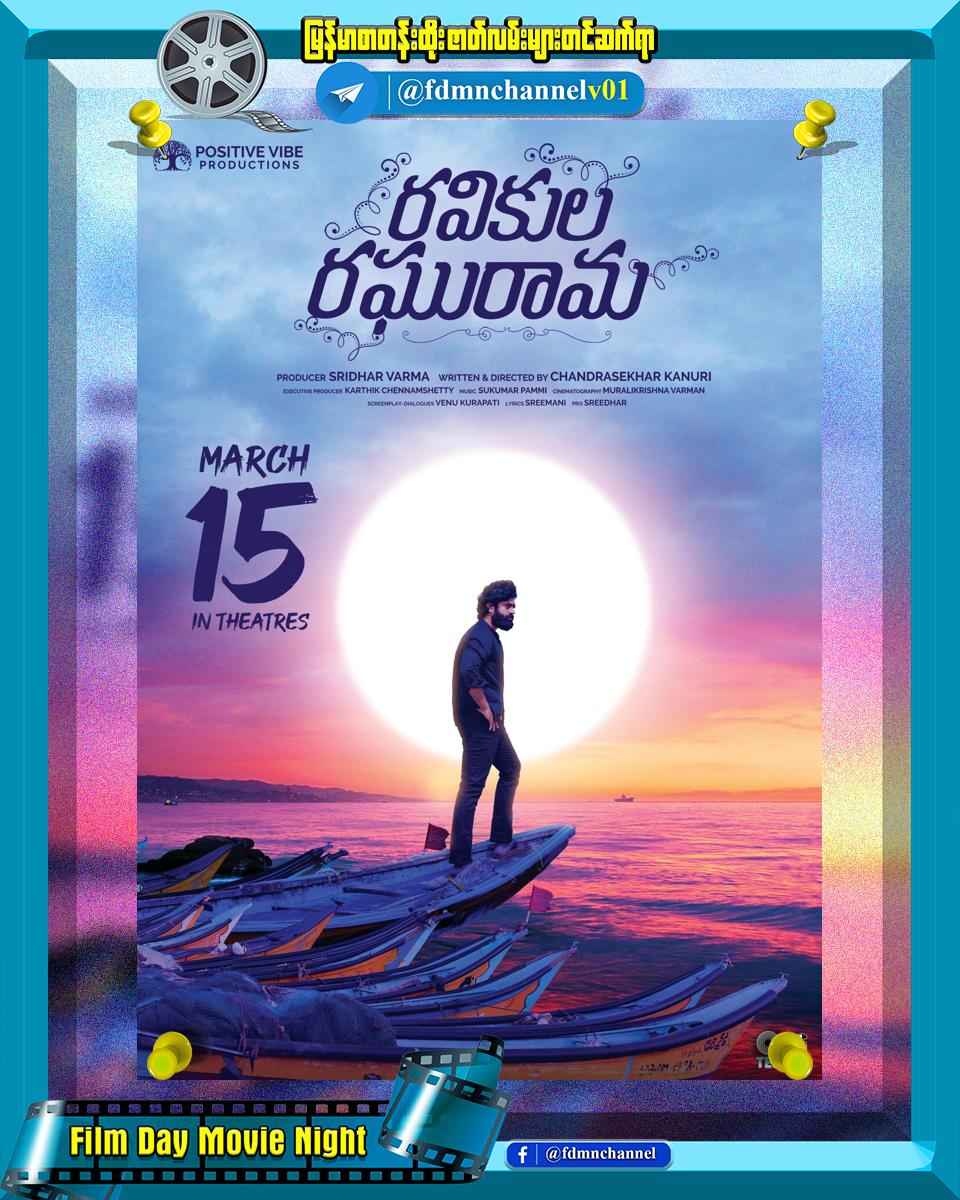 မြန်မာစာတန်းထိုးဇာတ်လမ်းများတင်ဆက်ရာ
@fdmnchannelv01
POSITIVE VIBE
PRODUCTIONS
రవికుల
రఘురామ
PRODUCER SRIDHAR VARMA WRITTEN & DIRECTED BY CHANDRASEKHAR KANURI
EXECUTIVE PRODUCER KARTHIK CHENNAMSHETTY MUSIC SUKUMAR PAMMI CINEMATOGRAPHY MURALIKRISHNA VARMAN
SCREENPLAY-DIALOGUES VENU KURAPATI LYRICS SREEMANI PRO SREEDHAR
MARCH
15
IN THEATRES
Film Day Movie Night
@fdmnchannel